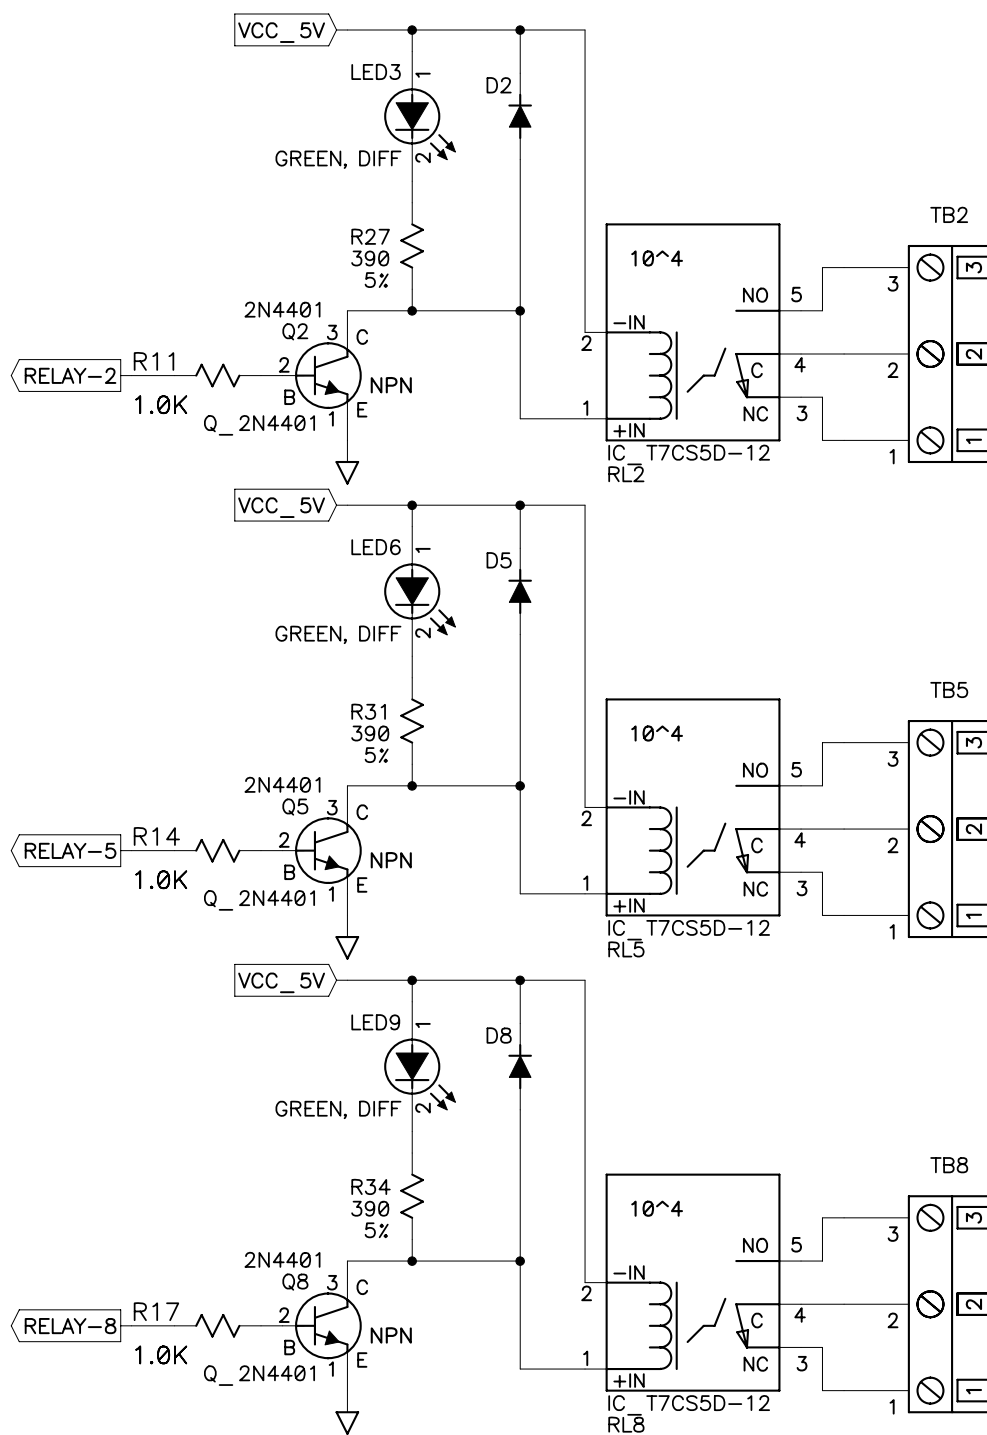 VCC_5V
LED3 1
D2
GREEN, DIFF 2
TB2
R27
390
5%
10^4
3 3
NO 5
2N4401
Q2 3 C
-IN
2
RELAY-2 R11 2
NPN
C 4 2 2
1.0K B
1 E
Q_2N4401
1
+IN
NC 3
1 1
IC_T7CS5D-12
RL2
VCC_5V
LED6 1
D5
GREEN, DIFF 2
TB5
R31
390
5%
10^4
3 3
NO 5
2N4401
Q5 3 C
-IN
2
RELAY-5 R14 2
NPN
C 4 2 2
1.0K B
1 E
Q_2N4401
1
+IN
NC 3
1 1
IC_T7CS5D-12
RL5
VCC_5V
LED9 1
D8
GREEN, DIFF 2
TB8
R34
390
5%
10^4
3 3
NO 5
2N4401
Q8 3 C
-IN
2
RELAY-8 R17 2
NPN
C 4 2 2
1.0K B
1 E
Q_2N4401
1
+IN
NC 3
1 1
IC_T7CS5D-12
RL8